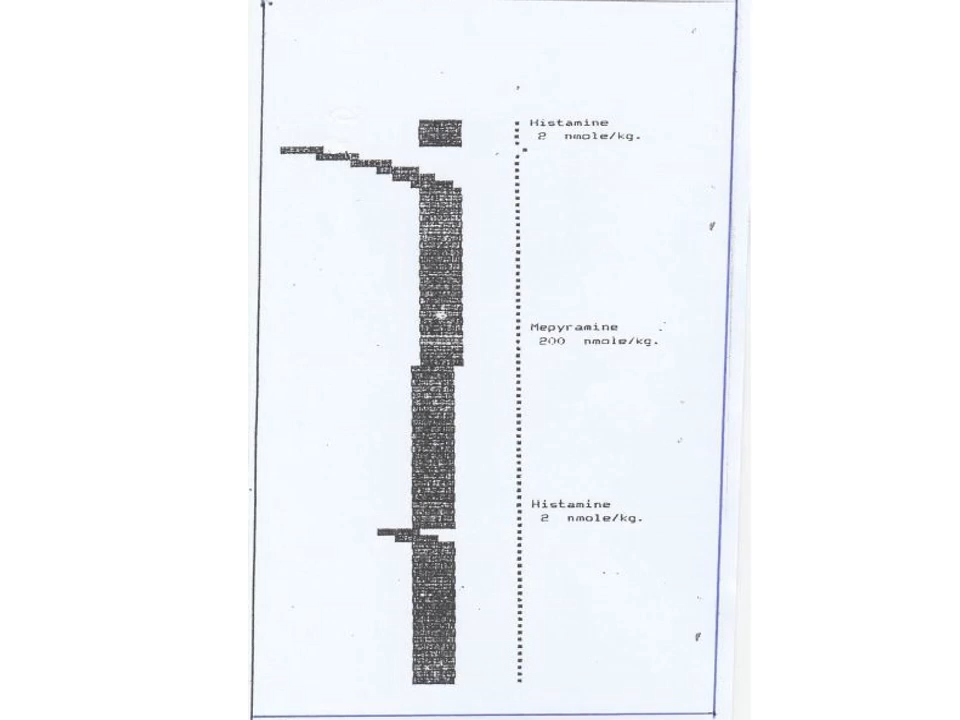 Histamine
2 nmole/kg.
Mepyramine
200 nmole/kg.
Histamine
2 nmole/kg.